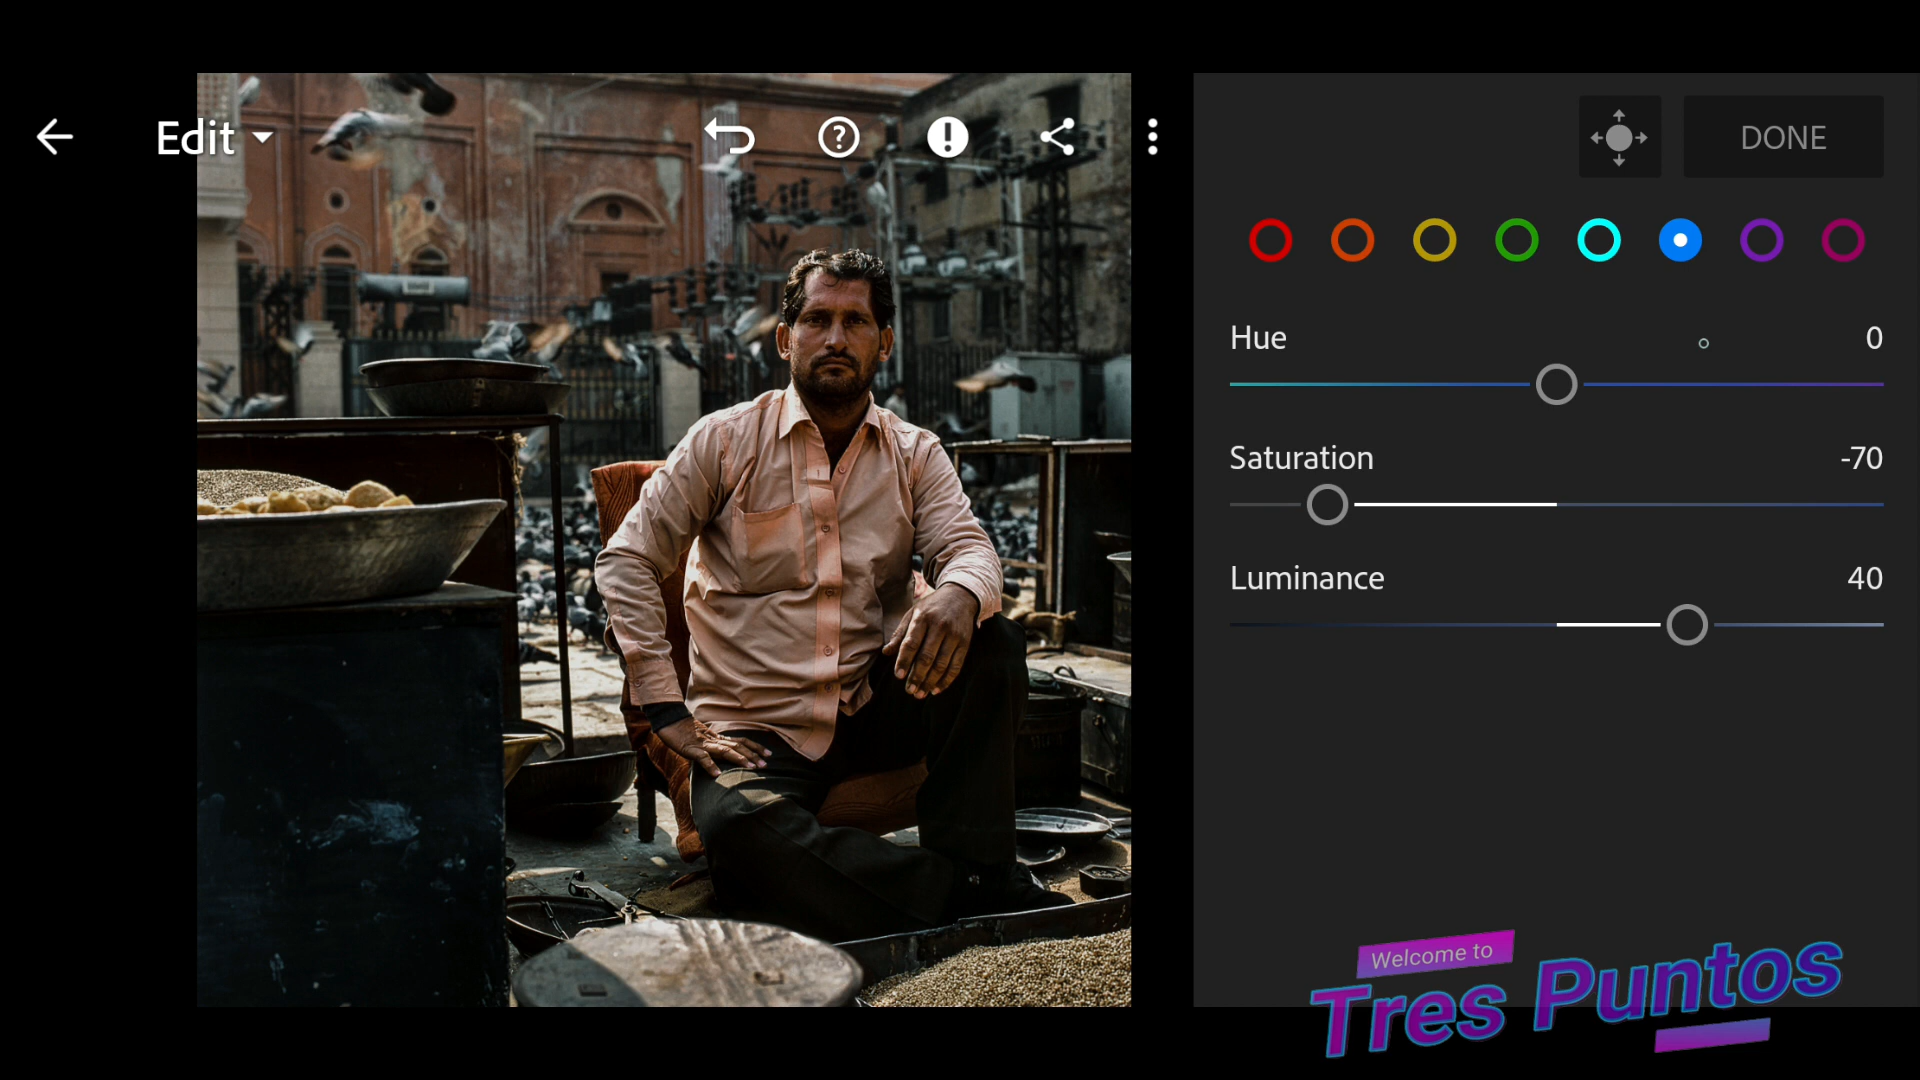 Edit
DONE
Hue 0
Saturation -70
Luminance 40
Welcome to
Tres Puntos